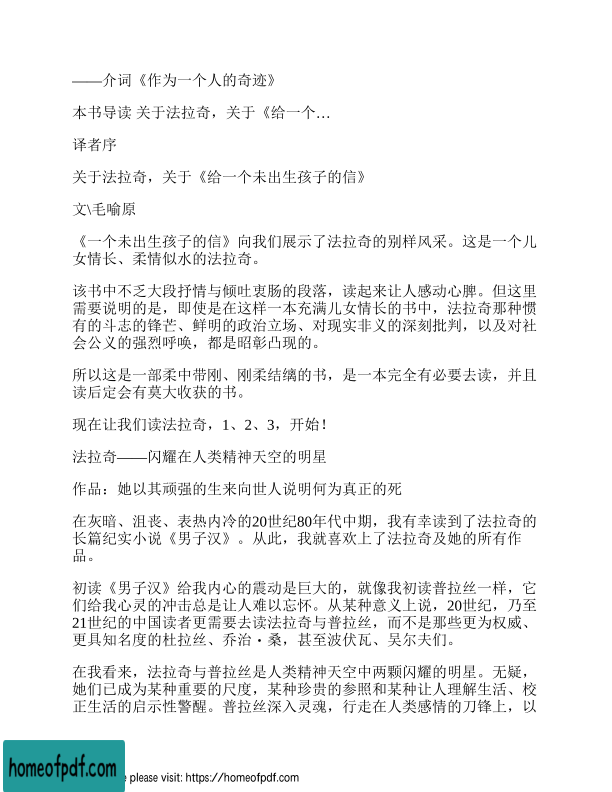 ——介词《作为一个人的奇迹》
本书导读 关于法拉奇，关于《给一个…
译者序
关于法拉奇，关于《给一个未出生孩子的信》
文\毛喻原
《一个未出生孩子的信》向我们展示了法拉奇的别样风采。这是一个儿
女情长、柔情似水的法拉奇。
该书中不乏大段抒情与倾吐衷肠的段落，读起来让人感动心脾。但这里
需要说明的是，即使是在这样一本充满儿女情长的书中，法拉奇那种惯
有的斗志的锋芒、鲜明的政治立场、对现实非义的深刻批判，以及对社
会公义的强烈呼唤，都是昭彰凸现的。
所以这是一部柔中带刚、刚柔结缡的书，是一本完全有必要去读，并且
读后定会有莫大收获的书。
现在让我们读法拉奇，1、2、3，开始！
法拉奇——闪耀在人类精神天空的明星
作品：她以其顽强的生来向世人说明何为真正的死
在灰暗、沮丧、表热内冷的20世纪80年代中期，我有幸读到了法拉奇的
长篇纪实小说《男子汉》。从此，我就喜欢上了法拉奇及她的所有作
品。
初读《男子汉》给我内心的震动是巨大的，就像我初读普拉丝一样，它
们给我心灵的冲击总是让人难以忘怀。从某种意义上说，20世纪，乃至
21世纪的中国读者更需要去读法拉奇与普拉丝，而不是那些更为权威、
更具知名度的杜拉丝、乔治・桑，甚至波伏瓦、吴尔夫们。
在我看来，法拉奇与普拉丝是人类精神天空中两颗闪耀的明星。无疑，
她们已成为某种重要的尺度，某种珍贵的参照和某种让人理解生活、校
正生活的启示性警醒。普拉丝深入灵魂，行走在人类感情的刀锋上，以
homeofpdf.com
e please visit: https://homeofpdf.com